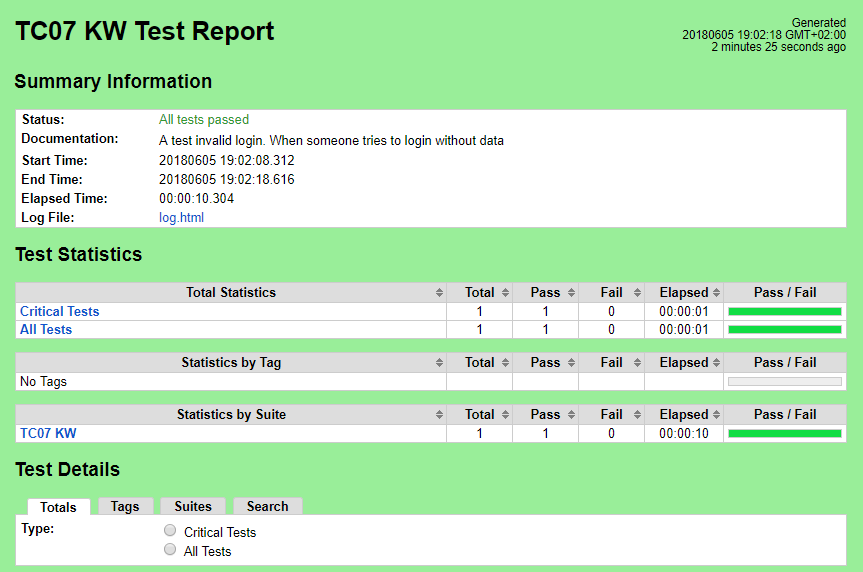 TC07 KW Test Report
Generated
20180605 19:02:18 GMT+02:00
2 minutes 25 seconds ago
Summary Information
Status: All tests passed
Documentation: A test invalid login. When someone tries to login without data
Start Time: 20180605 19:02:08.312
End Time: 20180605 19:02:18.616
Elapsed Time: 00:00:10.304
Log File: log.html
Test Statistics
Total Statistics Total Pass Fail Elapsed Pass / Fail
Critical Tests 1 1 0 00:00:01
All Tests 1 1 0 00:00:01
Statistics by Tag Total Pass Fail Elapsed Pass / Fail
No Tags
Statistics by Suite Total Pass Fail Elapsed Pass / Fail
TC07 KW 1 1 0 00:00:10
Test Details
Totals Tags Suites Search
Type: Critical Tests
All Tests